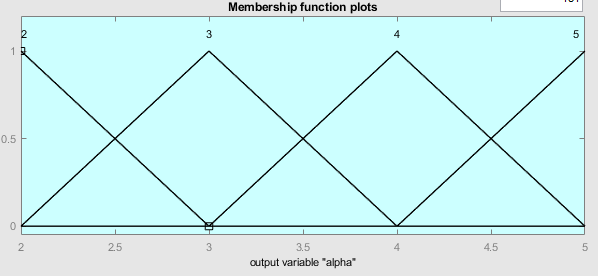 Membership function plots
2 3 4 5
1
0.5
0
2 2.5 3 3.5 4 4.5 5
output variable "alpha"